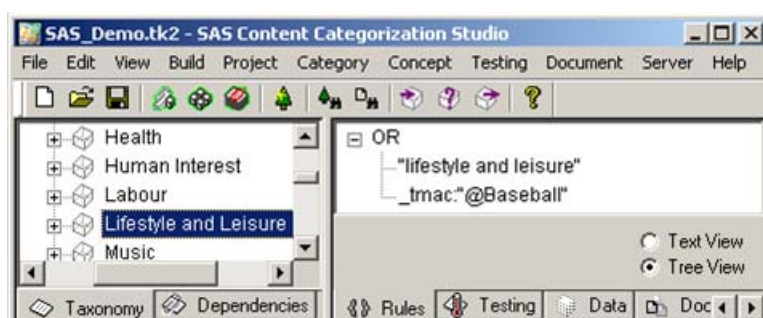 SAS_Demo.tk2 - SAS Content Categorization Studio
File Edit View Build Project Category Concept Testing Document Server Help
Health
Human Interest
Labour
Lifestyle and Leisure
Music
Taxonomy Dependencies
OR
"lifestyle and leisure"
_tmac:"@Baseball"
Text View
Tree View
Rules Testing Data Doc